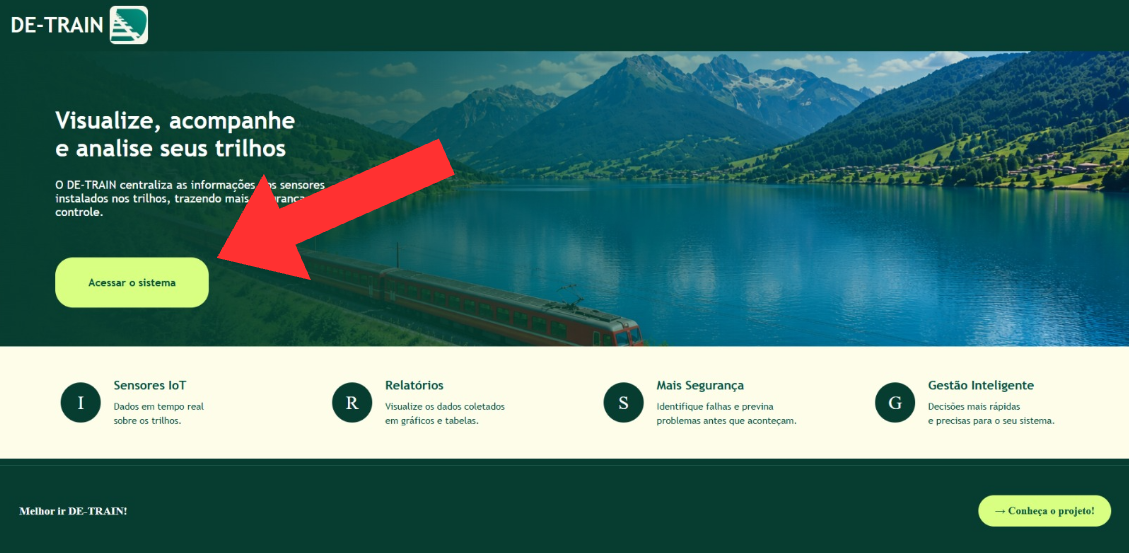 DE-TRAIN
Visualize, acompanhe
e analise seus trilhos
O DE-TRAIN centraliza as informações sensores
instalados nos trilhos, trazendo mais
controle.
Acessar o sistema
I
Sensores IoT
Dados em tempo real
sobre os trilhos.
R
Relatórios
Visualize os dados coletados
em gráficos e tabelas.
S
Mais Segurança
Identifique falhas e previna
problemas antes que aconteçam.
G
Gestão Inteligente
Decisões mais rápidas
e precisas para o seu sistema.
Melhor ir DE-TRAIN!
→ Conheça o projeto!